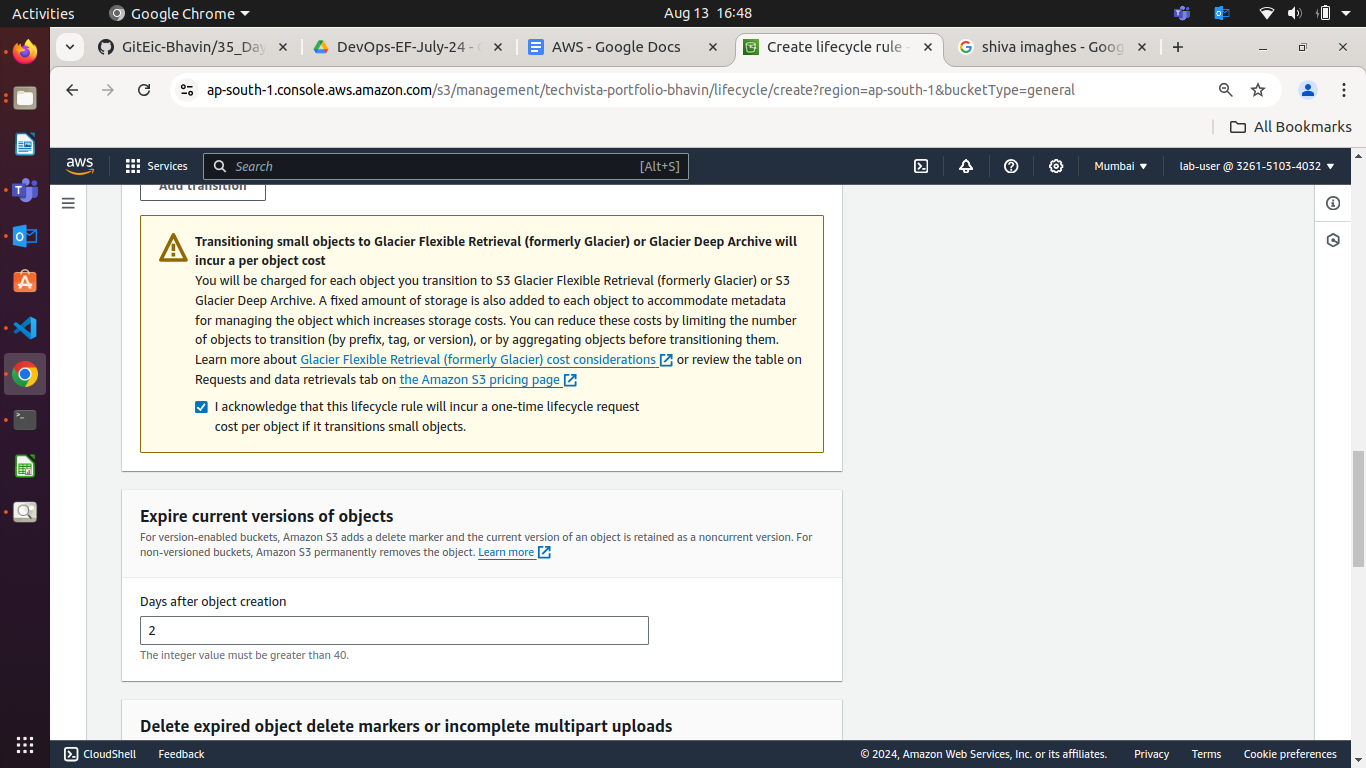 Activities
Google Chrome
Aug 13 16:48
GitEic-Bhavin/35_Day
DevOps-EF-July-24 -
AWS - Google Docs
Create lifecycle rule -
shiva imaghes - Goog
ap-south-1.console.aws.amazon.com/s3/management/techvista-portfolio-bhavin/lifecycle/create?region=ap-south-1&bucketType=general
All Bookmarks
aws
Services
Search
[Alt+S]
Mumbai
lab-user @ 3261-5103-4032
Add transition
Transitioning small objects to Glacier Flexible Retrieval (formerly Glacier) or Glacier Deep Archive will
incur a per object cost
You will be charged for each object you transition to S3 Glacier Flexible Retrieval (formerly Glacier) or S3
Glacier Deep Archive. A fixed amount of storage is also added to each object to accommodate metadata
for managing the object which increases storage costs. You can reduce these costs by limiting the number
of objects to transition (by prefix, tag, or version), or by aggregating objects before transitioning them.
Learn more about Glacier Flexible Retrieval (formerly Glacier) cost considerations or review the table on
Requests and data retrievals tab on the Amazon S3 pricing page
I acknowledge that this lifecycle rule will incur a one-time lifecycle request
cost per object if it transitions small objects.
Expire current versions of objects
For version-enabled buckets, Amazon S3 adds a delete marker and the current version of an object is retained as a noncurrent version. For
non-versioned buckets, Amazon S3 permanently removes the object. Learn more
Days after object creation
2
The integer value must be greater than 40.
Delete expired object delete markers or incomplete multipart uploads
CloudShell
Feedback
© 2024, Amazon Web Services, Inc. or its affiliates.
Privacy
Terms
Cookie preferences